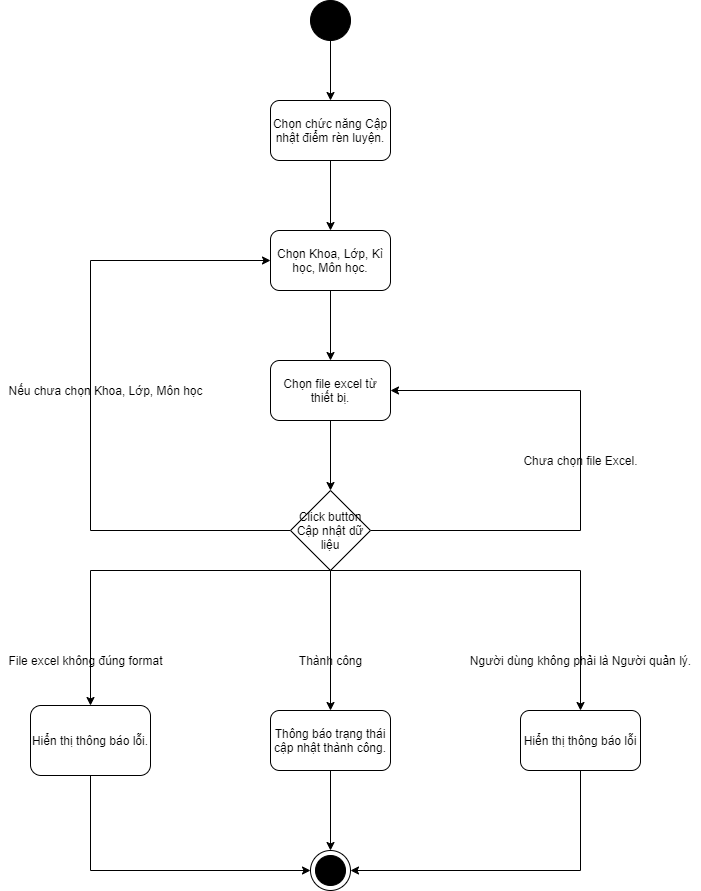 Chọn chức năng Cập
nhật điểm rèn luyện.
Chọn Khoa, Lớp, Kì
học, Môn học.
Chọn file excel từ
thiết bị.
Nếu chưa chọn Khoa, Lớp, Môn học
Chưa chọn file Excel.
Click button
Cập nhật dữ
liệu
File excel không đúng format
Thành công
Người dùng không phải là Người quản lý.
Hiển thị thông báo lỗi.
Thông báo trạng thái
cập nhật thành công.
Hiển thị thông báo lỗi